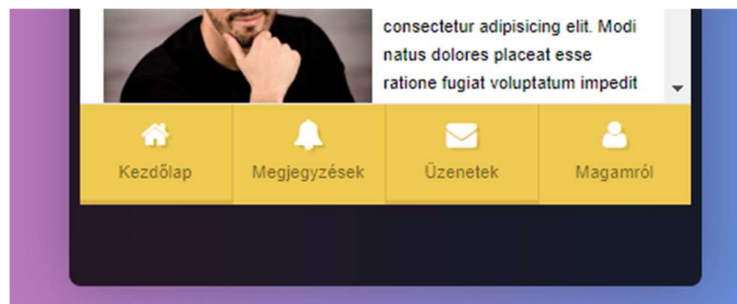 consectetur adipisicing elit. Modi
natus dolores placeat esse
ratione fugiat voluptatum impedit
Kezdőlap
Megjegyzések
Üzenetek
Magamról